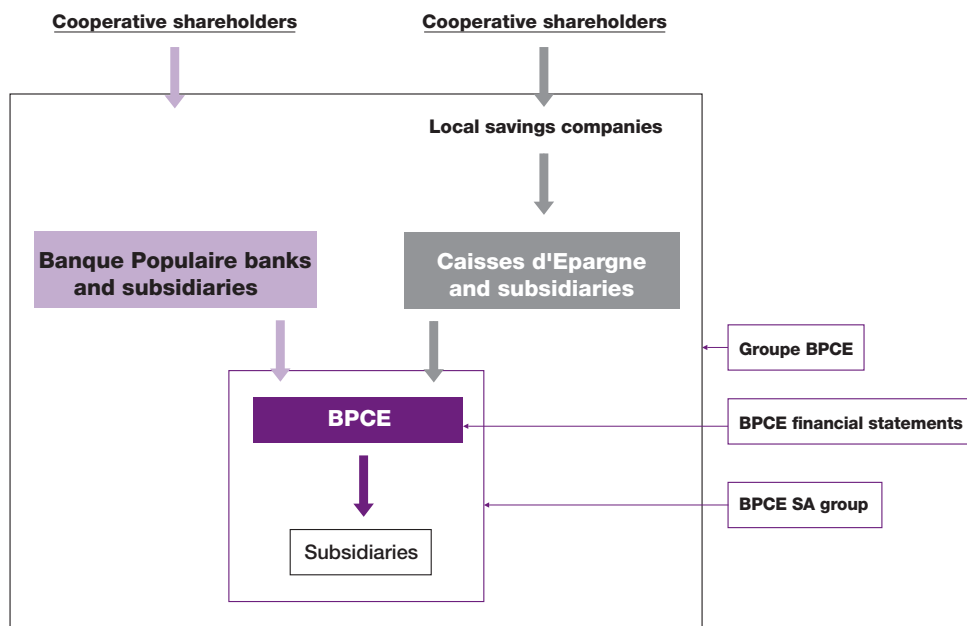 Cooperative shareholders
Cooperative shareholders
Local savings companies
Banque Populaire banks
and subsidiaries
Caisses d'Epargne
and subsidiaries
Groupe BPCE
BPCE
BPCE financial statements
BPCE SA group
Subsidiaries